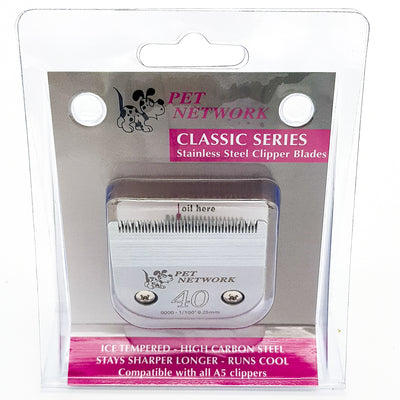 PET
NETWORK
CLASSIC SERIES
Stainless Steel Clipper Blades
oil here
PET
NETWORK
40
0000 - 1/100" 0.25mm
ICE TEMPERED - HIGH CARBON STEEL
STAYS SHARPER LONGER - RUNS COOL
Compatible with all A5 clippers